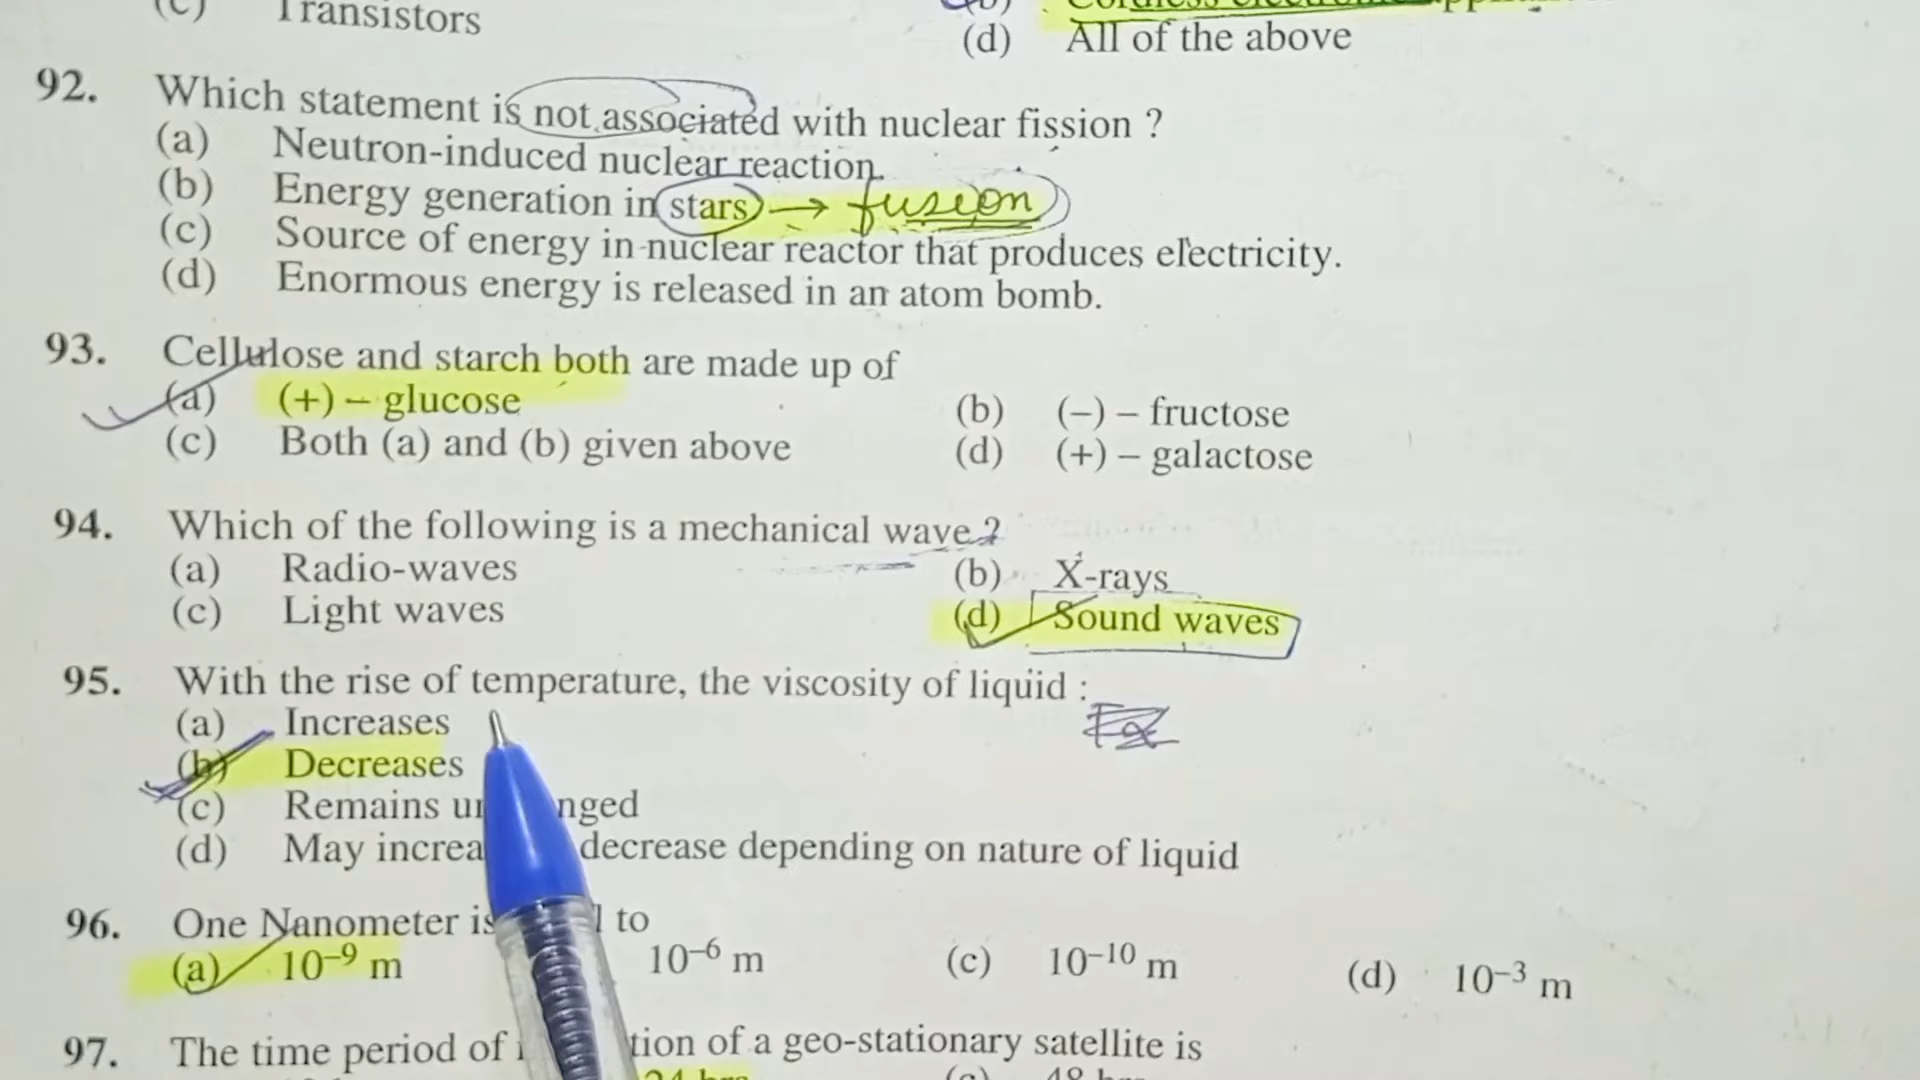 (c) Transistors
(d) All of the above
92. Which statement is not associated with nuclear fission ?
(a) Neutron-induced nuclear reaction.
(b) Energy generation in stars → fusion
(c) Source of energy in nuclear reactor that produces electricity.
(d) Enormous energy is released in an atom bomb.
93. Cellulose and starch both are made up of
(a) (+) – glucose (b) (–) – fructose
(c) Both (a) and (b) given above (d) (+) – galactose
94. Which of the following is a mechanical wave ?
(a) Radio-waves (b) X-rays
(c) Light waves (d) Sound waves
95. With the rise of temperature, the viscosity of liquid :
(a) Increases
(b) Decreases
(c) Remains
(d) May decrease depending on nature of liquid
96. One Nanometer is to
(a) 10⁻⁹ m 10⁻⁶ m (c) 10⁻¹⁰ m (d) 10⁻³ m
97. The time period of of a geo-stationary satellite is